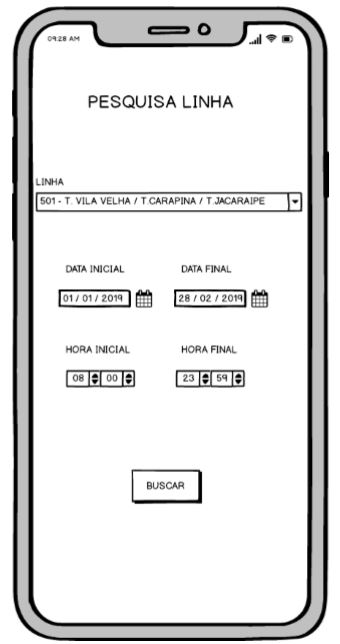 09:28 AM
PESQUISA LINHA
LINHA
501 - T. VILA VELHA / T.CARAPINA / T.JACARAIPE
DATA INICIAL DATA FINAL
01 / 01 / 2019 28 / 02 / 2019
HORA INICIAL HORA FINAL
08 00 23 59
BUSCAR